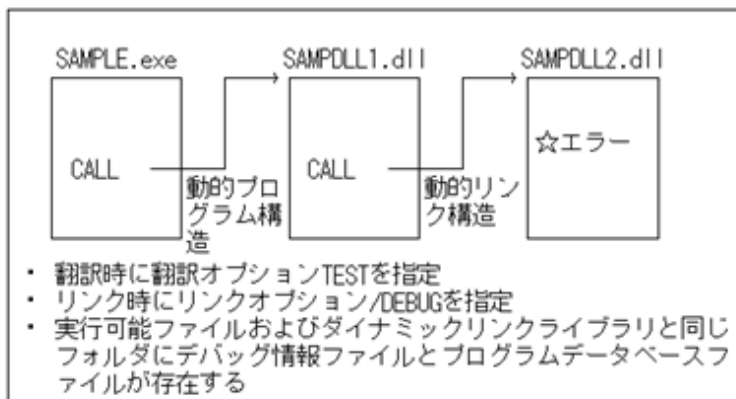 SAMPLE.exe
SAMPDLL1.dll
SAMPDLL2.dll
CALL
動的プロ
グラム構
造
CALL
動的リン
ク構造
☆エラー
・ 翻訳時に翻訳オプションTESTを指定
・ リンク時にリンクオプション/DEBUGを指定
・ 実行可能ファイルおよびダイナミックリンクライブラリと同じ
フォルダにデバッグ情報ファイルとプログラムデータベースフ
ァイルが存在する